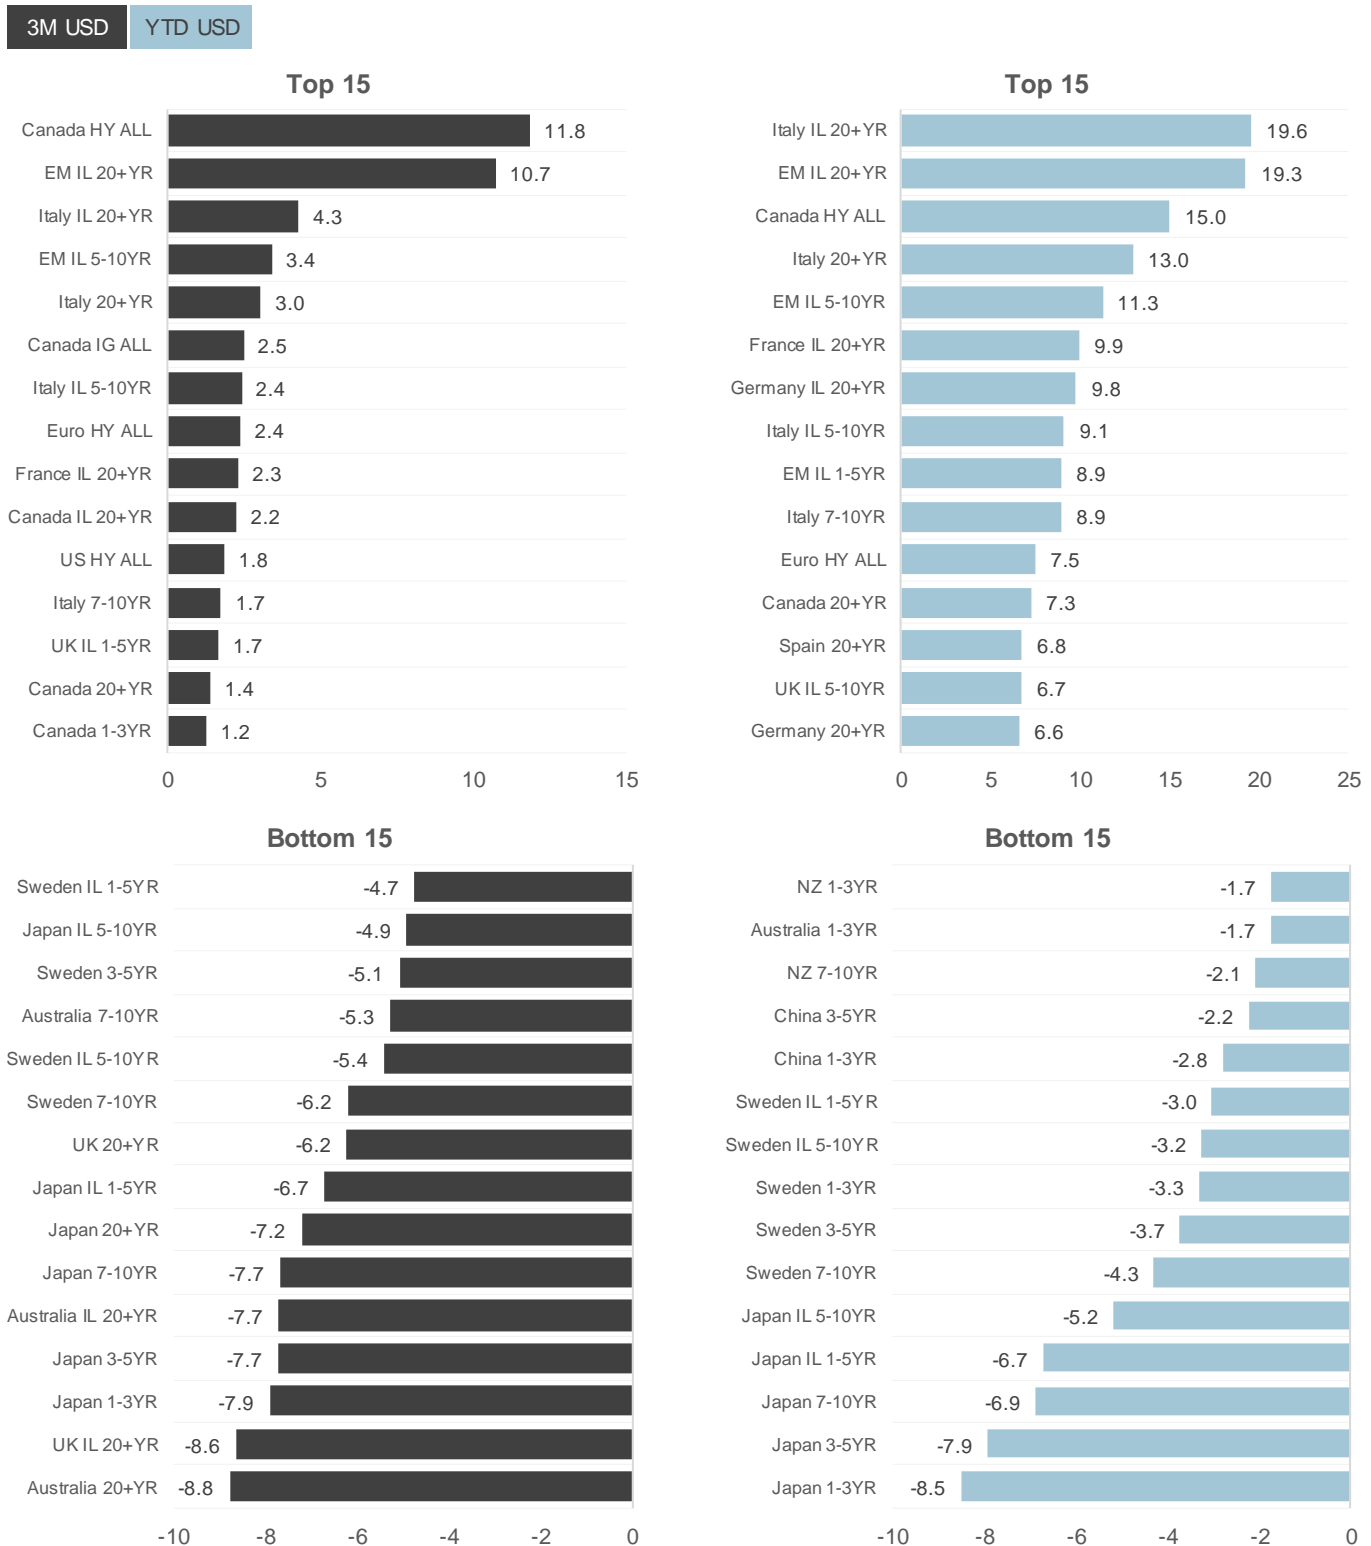 3M USD
YTD USD
Top 15
Canada HY ALL 11.8
EM IL 20+YR 10.7
Italy IL 20+YR 4.3
EM IL 5-10YR 3.4
Italy 20+YR 3.0
Canada IG ALL 2.5
Italy IL 5-10YR 2.4
Euro HY ALL 2.4
France IL 20+YR 2.3
Canada IL 20+YR 2.2
US HY ALL 1.8
Italy 7-10YR 1.7
UK IL 1-5YR 1.7
Canada 20+YR 1.4
Canada 1-3YR 1.2
0 5 10 15
Top 15
Italy IL 20+YR 19.6
EM IL 20+YR 19.3
Canada HY ALL 15.0
Italy 20+YR 13.0
EM IL 5-10YR 11.3
France IL 20+YR 9.9
Germany IL 20+YR 9.8
Italy IL 5-10YR 9.1
EM IL 1-5YR 8.9
Italy 7-10YR 8.9
Euro HY ALL 7.5
Canada 20+YR 7.3
Spain 20+YR 6.8
UK IL 5-10YR 6.7
Germany 20+YR 6.6
0 5 10 15 20 25
Bottom 15
Sweden IL 1-5YR -4.7
Japan IL 5-10YR -4.9
Sweden 3-5YR -5.1
Australia 7-10YR -5.3
Sweden IL 5-10YR -5.4
Sweden 7-10YR -6.2
UK 20+YR -6.2
Japan IL 1-5YR -6.7
Japan 20+YR -7.2
Japan 7-10YR -7.7
Australia IL 20+YR -7.7
Japan 3-5YR -7.7
Japan 1-3YR -7.9
UK IL 20+YR -8.6
Australia 20+YR -8.8
-10 -8 -6 -4 -2 0
Bottom 15
NZ 1-3YR -1.7
Australia 1-3YR -1.7
NZ 7-10YR -2.1
China 3-5YR -2.2
China 1-3YR -2.8
Sweden IL 1-5YR -3.0
Sweden IL 5-10YR -3.2
Sweden 1-3YR -3.3
Sweden 3-5YR -3.7
Sweden 7-10YR -4.3
Japan IL 5-10YR -5.2
Japan IL 1-5YR -6.7
Japan 7-10YR -6.9
Japan 3-5YR -7.9
Japan 1-3YR -8.5
-10 -8 -6 -4 -2 0